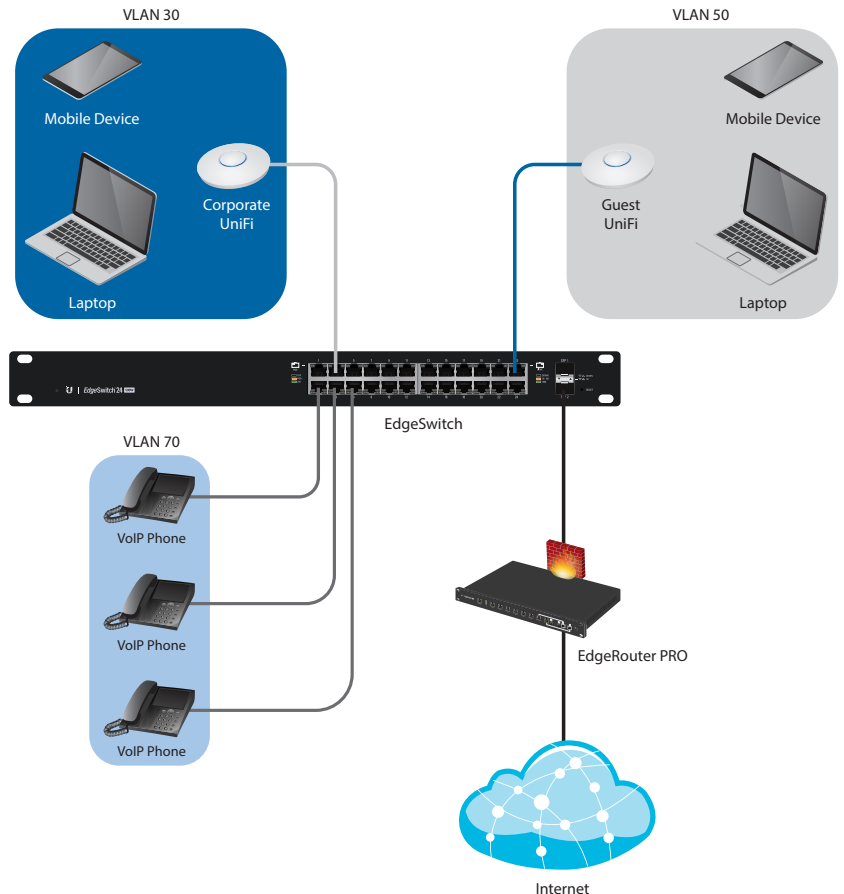 VLAN 30
VLAN 50
Mobile Device
Mobile Device
Corporate
UniFi
Guest
UniFi
Laptop
Laptop
EdgeSwitch 24
EdgeSwitch
VLAN 70
VoIP Phone
VoIP Phone
VoIP Phone
EdgeRouter PRO
Internet